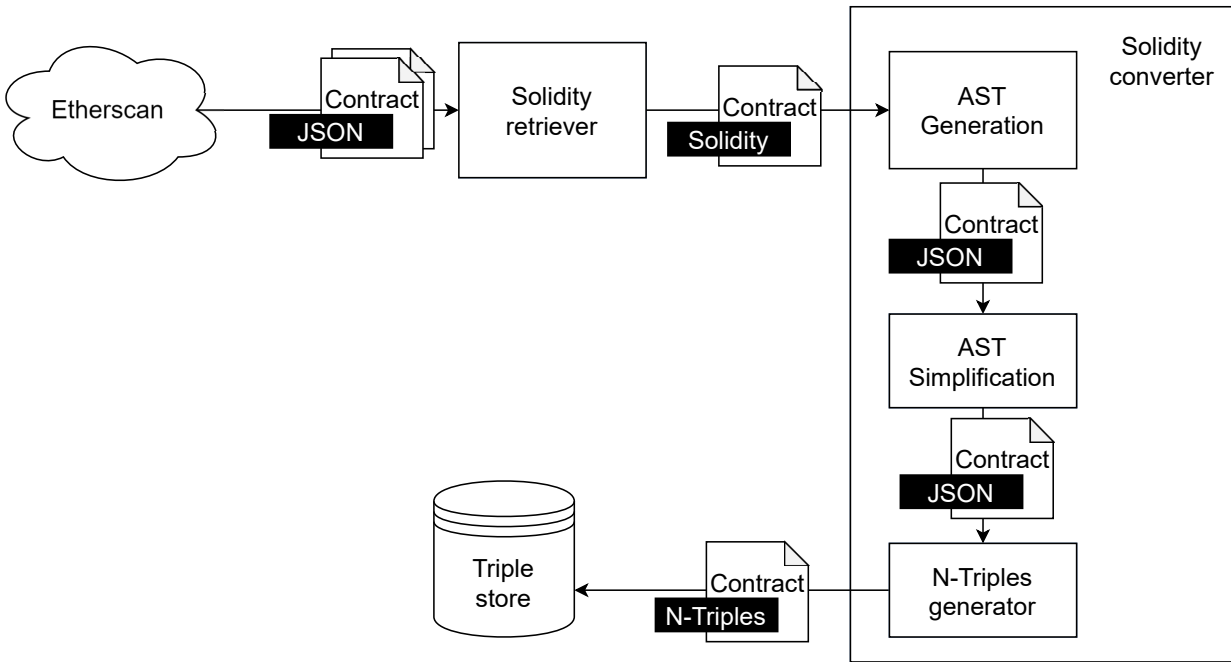 Etherscan
Contract
JSON
Solidity
retriever
Contract
Solidity
Solidity
converter
AST
Generation
Contract
JSON
AST
Simplification
Contract
JSON
N-Triples
generator
Contract
N-Triples
Triple
store